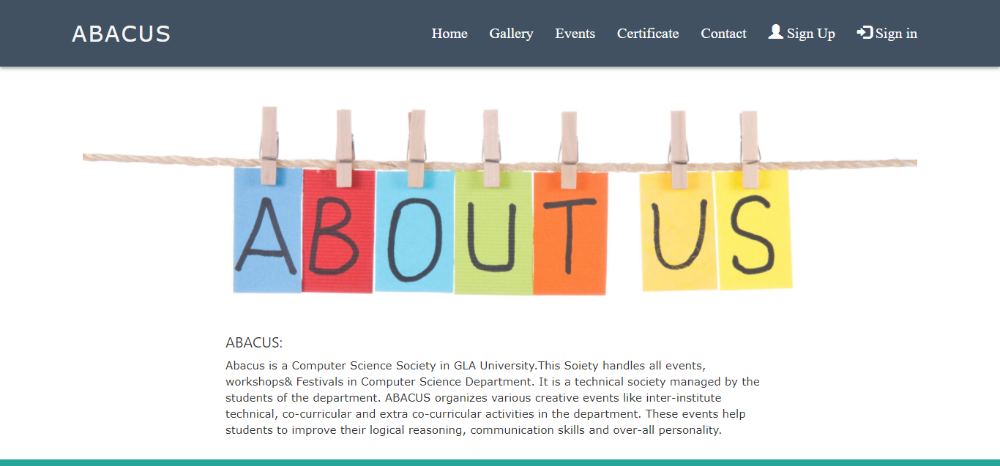 ABACUS
Home Gallery Events Certificate Contact Sign Up Sign in
ABOUT US
ABACUS:
Abacus is a Computer Science Society in GLA University.This Soiety handles all events,
workshops& Festivals in Computer Science Department. It is a technical society managed by the
students of the department. ABACUS organizes various creative events like inter-institute
technical, co-curricular and extra co-curricular activities in the department. These events help
students to improve their logical reasoning, communication skills and over-all personality.